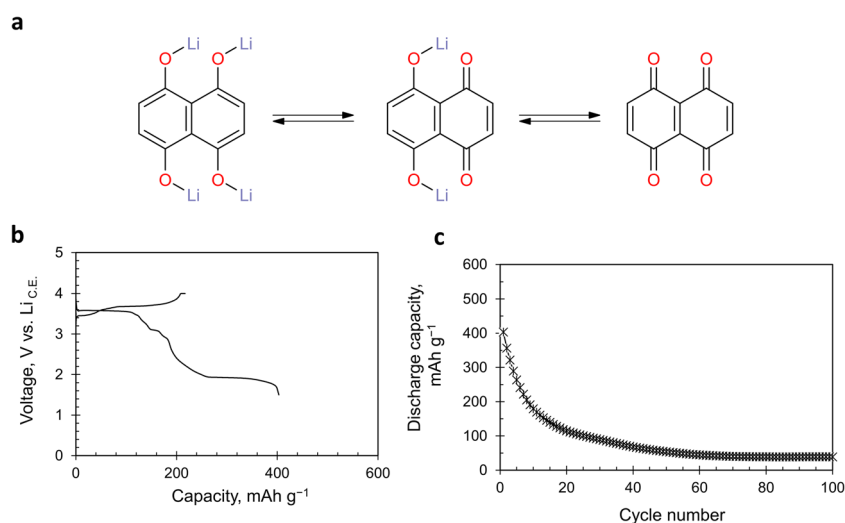 a
Li Li Li
O O O O O O O O O O O O
Li Li Li
b
5
4
3
2
1
0
Voltage, V vs. Li C.E.
0 200 400 600
Capacity, mAh g−1
c
600
500
400
300
200
100
0
Discharge capacity,
mAh g−1
0 20 40 60 80 100
Cycle number